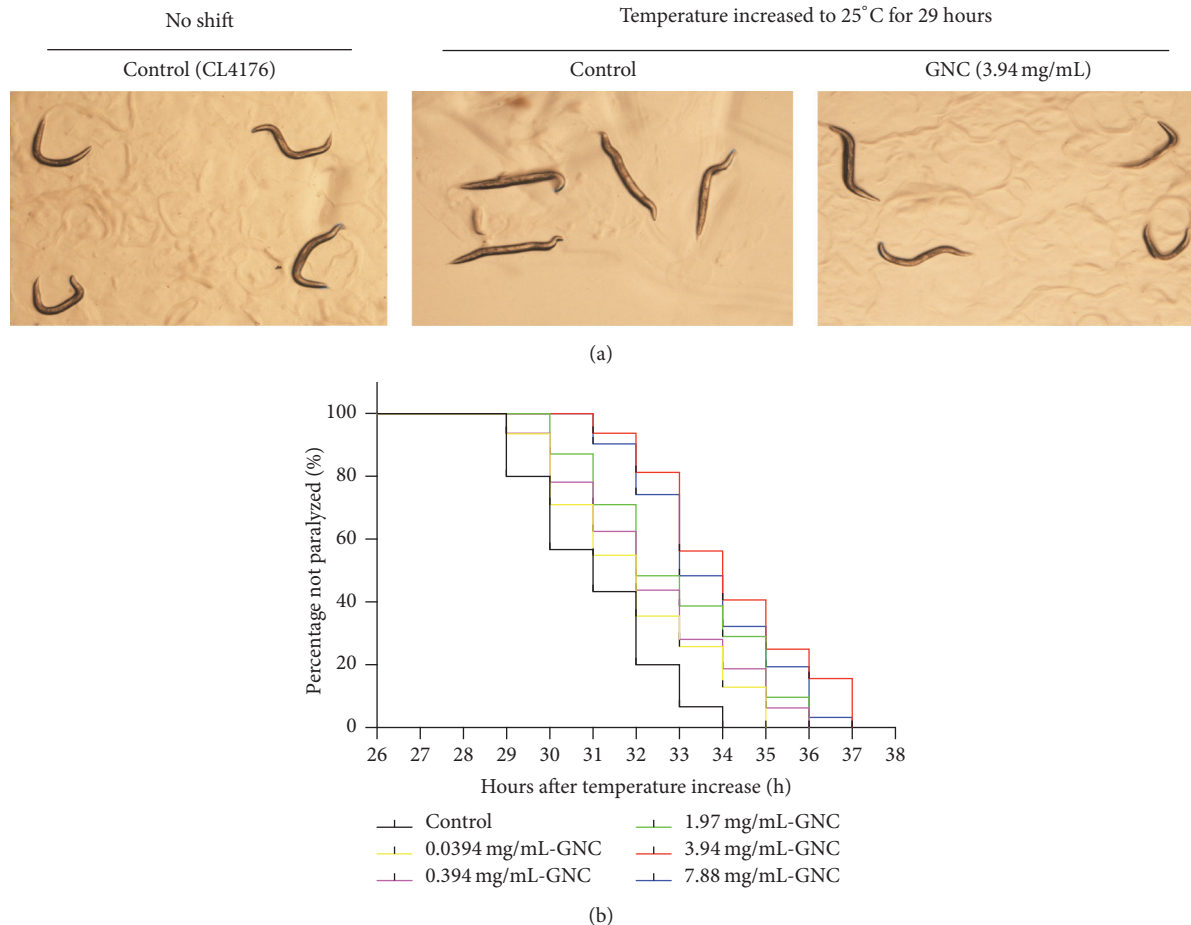 No shift
Temperature increased to 25˚C for 29 hours
Control (CL4176)
Control
GNC (3.94 mg/mL)
(a)
Percentage not paralyzed (%)
100
80
60
40
20
0
26 27 28 29 30 31 32 33 34 35 36 37 38
Hours after temperature increase (h)
Control
0.0394 mg/mL-GNC
0.394 mg/mL-GNC
1.97 mg/mL-GNC
3.94 mg/mL-GNC
7.88 mg/mL-GNC
(b)